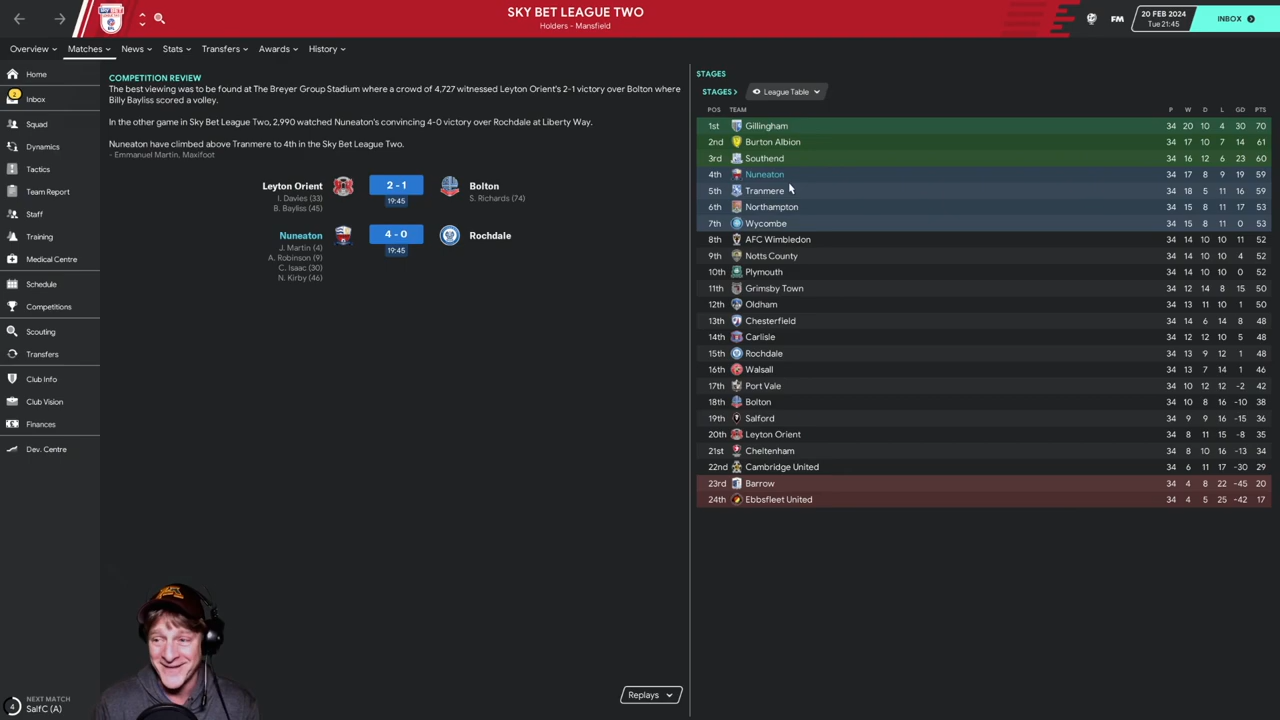 SKY BET LEAGUE TWO
Holders - Mansfield
FM
20 FEB 2024
Tue 21:45
INBOX
Overview
Matches
News
Stats
Transfers
Awards
History
Home
2
Inbox
Squad
Dynamics
Tactics
Team Report
Staff
Training
Medical Centre
Schedule
Competitions
Scouting
Transfers
Club Info
Club Vision
Finances
Dev. Centre
4
NEXT MATCH
SalfC (A)
COMPETITION REVIEW
The best viewing was to be found at The Breyer Group Stadium where a crowd of 4,727 witnessed Leyton Orient's 2-1 victory over Bolton where
Billy Bayliss scored a volley.
In the other game in Sky Bet League Two, 2,990 watched Nuneaton's convincing 4-0 victory over Rochdale at Liberty Way.
Nuneaton have climbed above Tranmere to 4th in the Sky Bet League Two.
- Emmanuel Martin, Maxifoot
Leyton Orient 2 - 1 Bolton
I. Davies (33) 19:45 S. Richards (74)
B. Bayliss (45)
Nuneaton 4 - 0 Rochdale
J. Martin (4) 19:45
A. Robinson (9)
C. Isaac (30)
N. Kirby (46)
Replays
STAGES
STAGES > League Table
POS TEAM P W D L GD PTS
1st Gillingham 34 20 10 4 30 70
2nd Burton Albion 34 17 10 7 14 61
3rd Southend 34 16 12 6 23 60
4th Nuneaton 34 17 8 9 19 59
5th Tranmere 34 18 5 11 16 59
6th Northampton 34 15 8 11 17 53
7th Wycombe 34 15 8 11 0 53
8th AFC Wimbledon 34 14 10 10 11 52
9th Notts County 34 14 10 10 4 52
10th Plymouth 34 14 10 10 0 52
11th Grimsby Town 34 12 14 8 15 50
12th Oldham 34 13 11 10 1 50
13th Chesterfield 34 14 6 14 8 48
14th Carlisle 34 12 12 10 5 48
15th Rochdale 34 13 9 12 1 48
16th Walsall 34 13 7 14 1 46
17th Port Vale 34 10 12 12 -2 42
18th Bolton 34 10 8 16 -10 38
19th Salford 34 9 9 16 -15 36
20th Leyton Orient 34 8 11 15 -8 35
21st Cheltenham 34 8 10 16 -13 34
22nd Cambridge United 34 6 11 17 -30 29
23rd Barrow 34 4 8 22 -45 20
24th Ebbsfleet United 34 4 5 25 -42 17